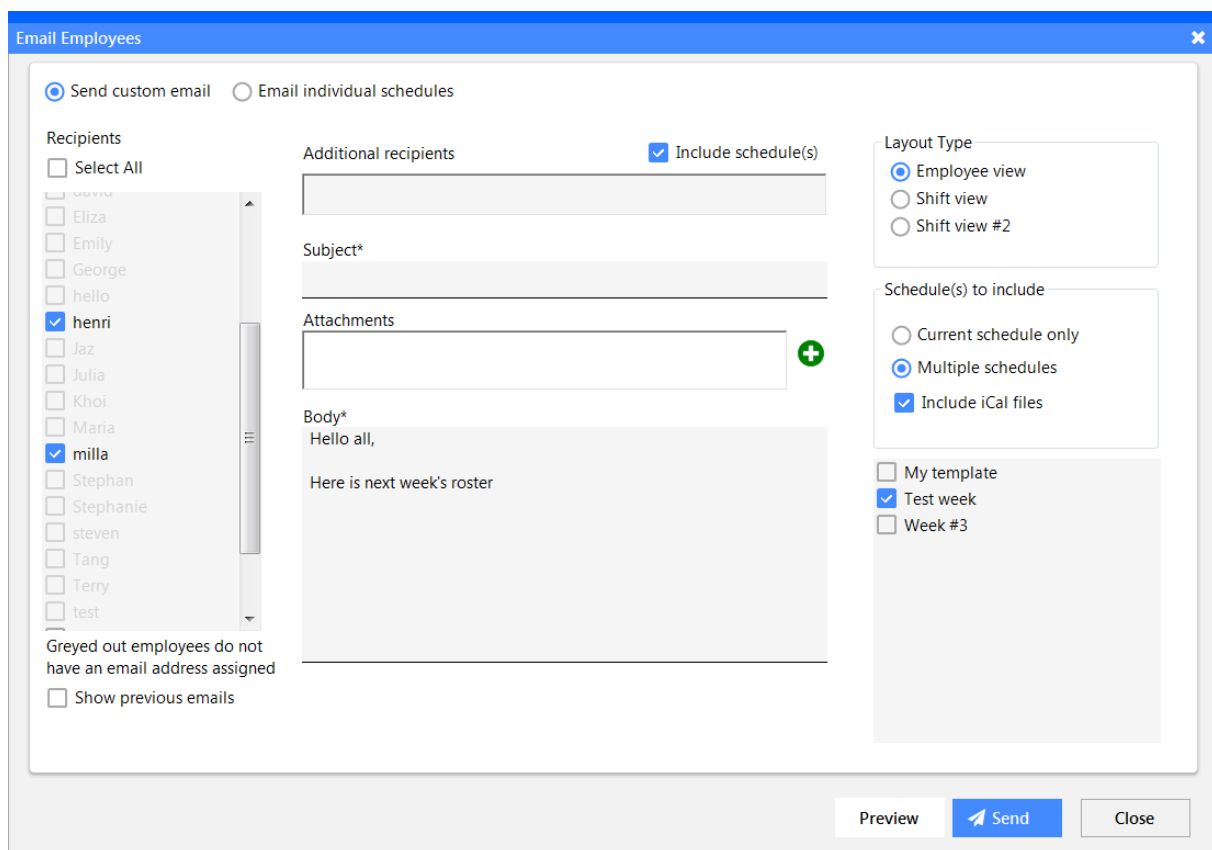 Email Employees
Send custom email
Email individual schedules
Recipients
Select All
david
Eliza
Emily
George
hello
henri
Jaz
Julia
Khoi
Maria
milla
Stephan
Stephanie
steven
Tang
Terry
test
Greyed out employees do not
have an email address assigned
Show previous emails
Additional recipients
Include schedule(s)
Subject*
Attachments
Body*
Hello all,
Here is next week's roster
Layout Type
Employee view
Shift view
Shift view #2
Schedule(s) to include
Current schedule only
Multiple schedules
Include iCal files
My template
Test week
Week #3
Preview
Send
Close